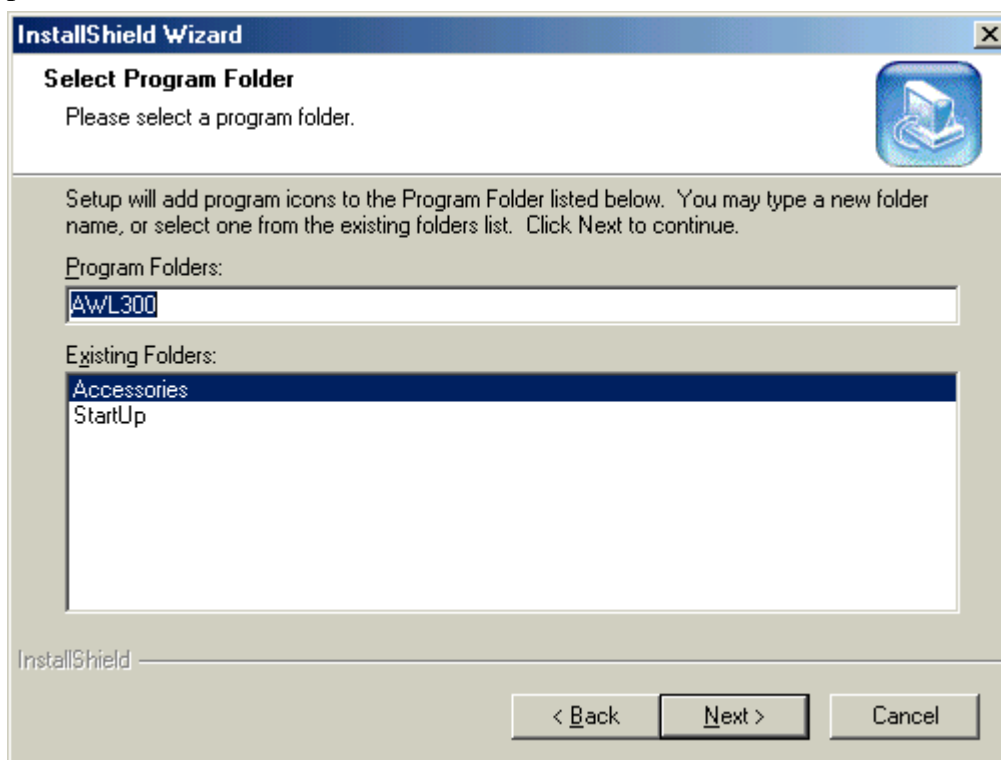 InstallShield Wizard
Select Program Folder
Please select a program folder.
Setup will add program icons to the Program Folder listed below.  You may type a new folder
name, or select one from the existing folders list.  Click Next to continue.
Program Folders:
AWL300
Existing Folders:
Accessories
StartUp
InstallShield
< Back
Next >
Cancel